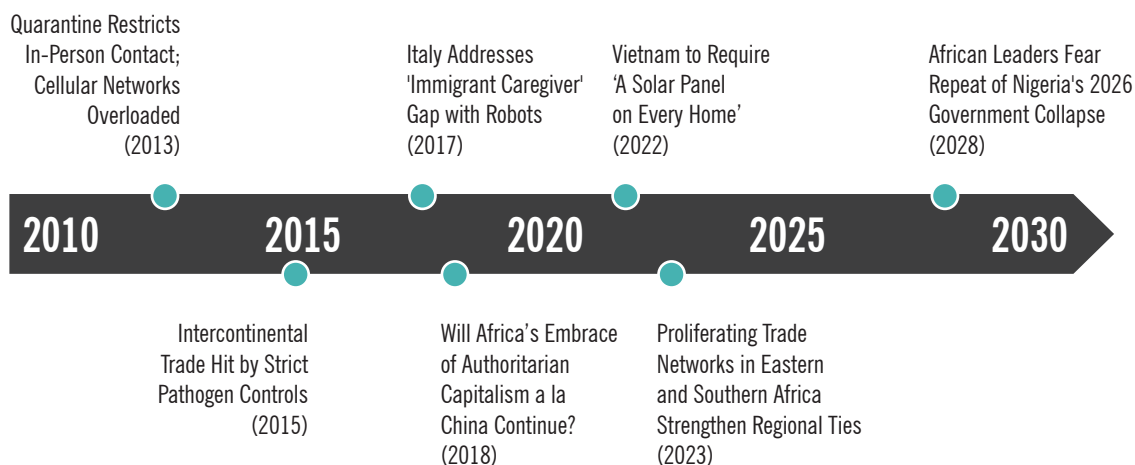 Quarantine Restricts
In-Person Contact;
Cellular Networks
Overloaded
(2013)
Italy Addresses
'Immigrant Caregiver'
Gap with Robots
(2017)
Vietnam to Require
‘A Solar Panel
on Every Home’
(2022)
African Leaders Fear
Repeat of Nigeria's 2026
Government Collapse
(2028)
2010
2015
2020
2025
2030
Intercontinental
Trade Hit by Strict
Pathogen Controls
(2015)
Will Africa’s Embrace
of Authoritarian
Capitalism a la
China Continue?
(2018)
Proliferating Trade
Networks in Eastern
and Southern Africa
Strengthen Regional Ties
(2023)